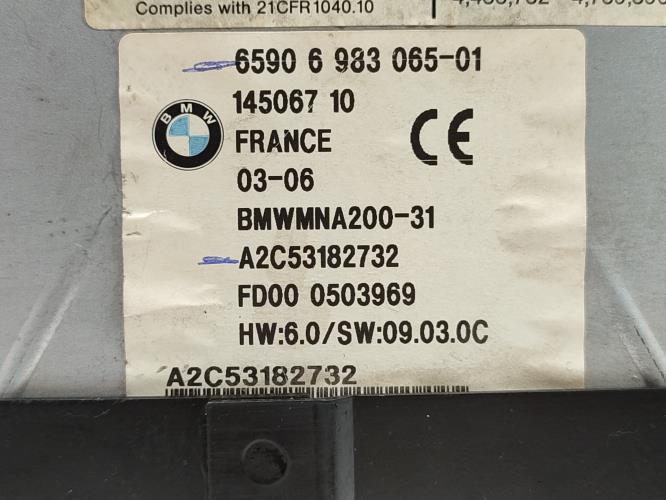 Complies with 21CFR1040.10
6590 6 983 065-01
145067 10
BMW
FRANCE
CE
03-06
BMWMNA200-31
A2C53182732
FD00 0503969
HW:6.0/SW:09.03.0C
A2C53182732